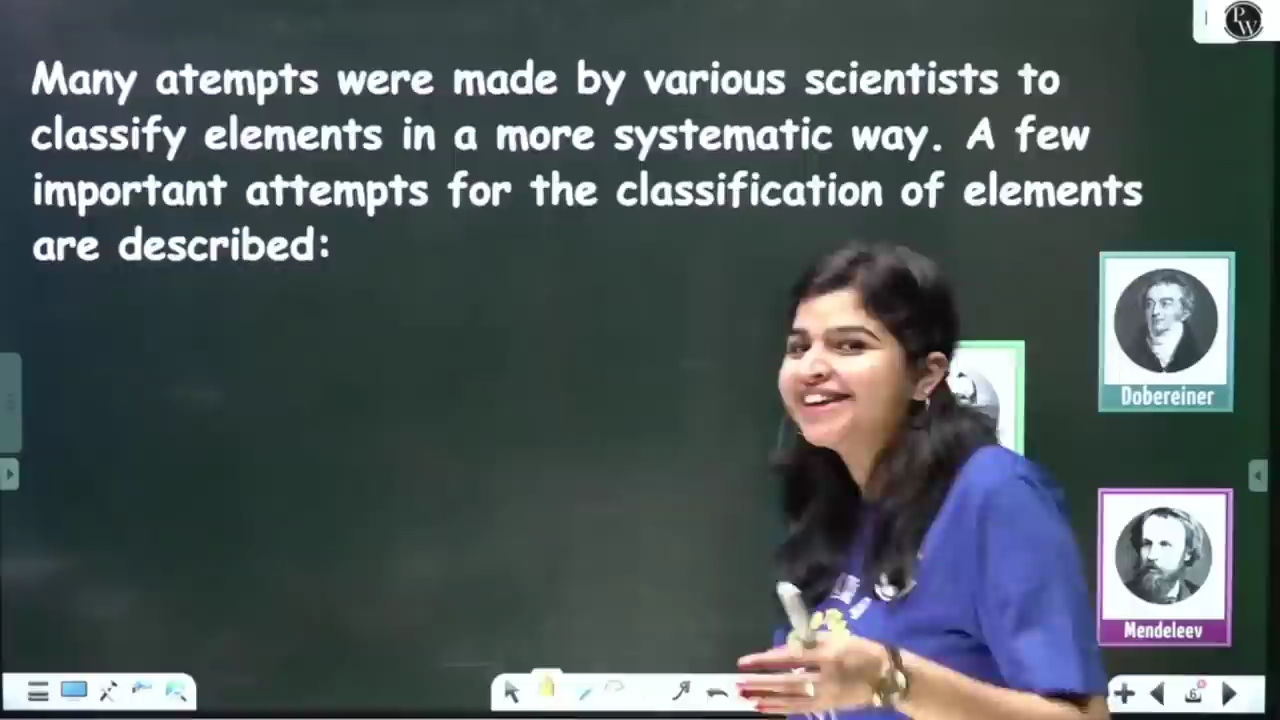 PW
Many atempts were made by various scientists to
classify elements in a more systematic way. A few
important attempts for the classification of elements
are described:
Dobereiner
Mendeleev